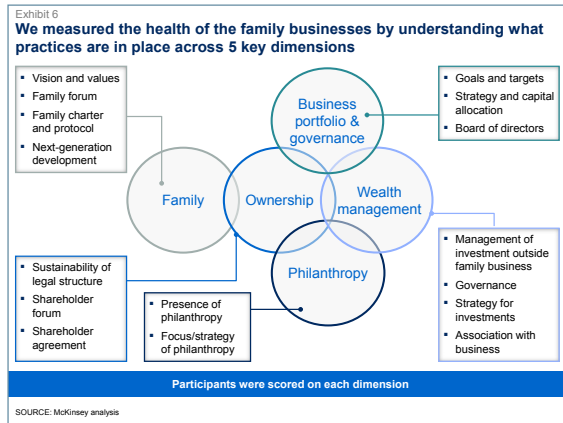 Exhibit 6
We measured the health of the family businesses by understanding what
practices are in place across 5 key dimensions
▪ Vision and values
▪ Family forum
▪ Family charter
and protocol
▪ Next-generation
development
Business
portfolio &
governance
▪ Goals and targets
▪ Strategy and capital
allocation
▪ Board of directors
Family
Ownership
Wealth
management
Philanthropy
▪ Sustainability of
legal structure
▪ Shareholder
forum
▪ Shareholder
agreement
▪ Presence of
philanthropy
▪ Focus/strategy
of philanthropy
▪ Management of
investment outside
family business
▪ Governance
▪ Strategy for
investments
▪ Association with
business
Participants were scored on each dimension
SOURCE: McKinsey analysis